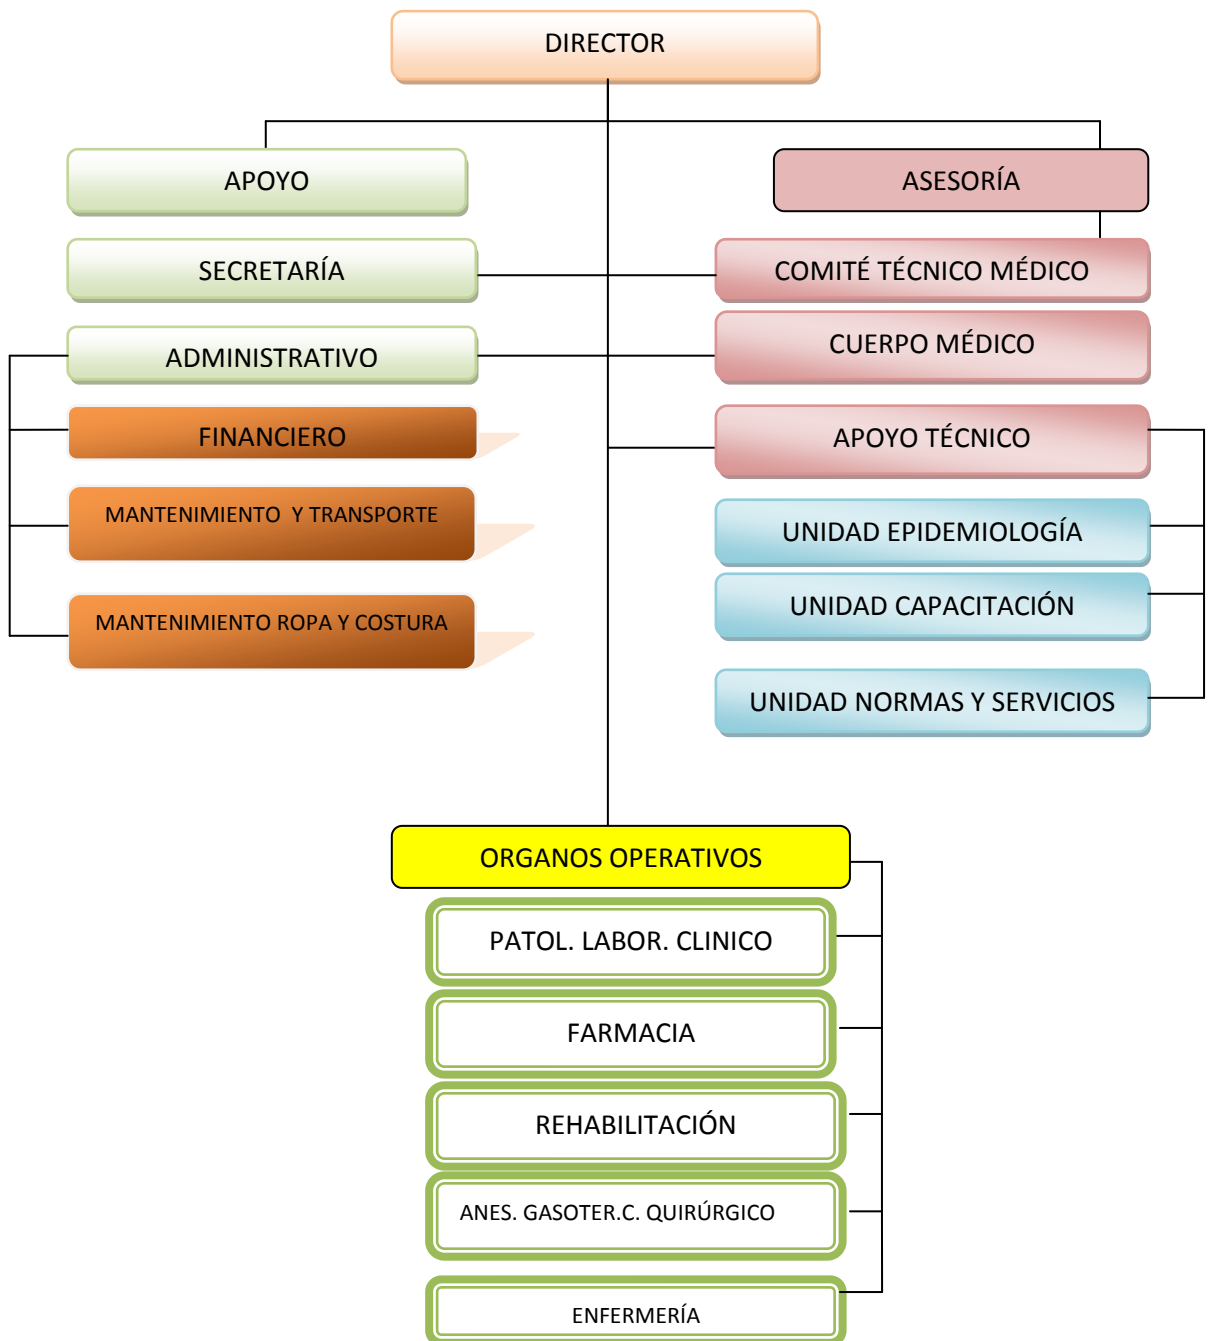 DIRECTOR
APOYO
ASESORÍA
SECRETARÍA
COMITÉ TÉCNICO MÉDICO
ADMINISTRATIVO
CUERPO MÉDICO
FINANCIERO
APOYO TÉCNICO
MANTENIMIENTO Y TRANSPORTE
UNIDAD EPIDEMIOLOGÍA
MANTENIMIENTO ROPA Y COSTURA
UNIDAD CAPACITACIÓN
UNIDAD NORMAS Y SERVICIOS
ORGANOS OPERATIVOS
PATOL. LABOR. CLINICO
FARMACIA
REHABILITACIÓN
ANES. GASOTER.C. QUIRÚRGICO
ENFERMERÍA